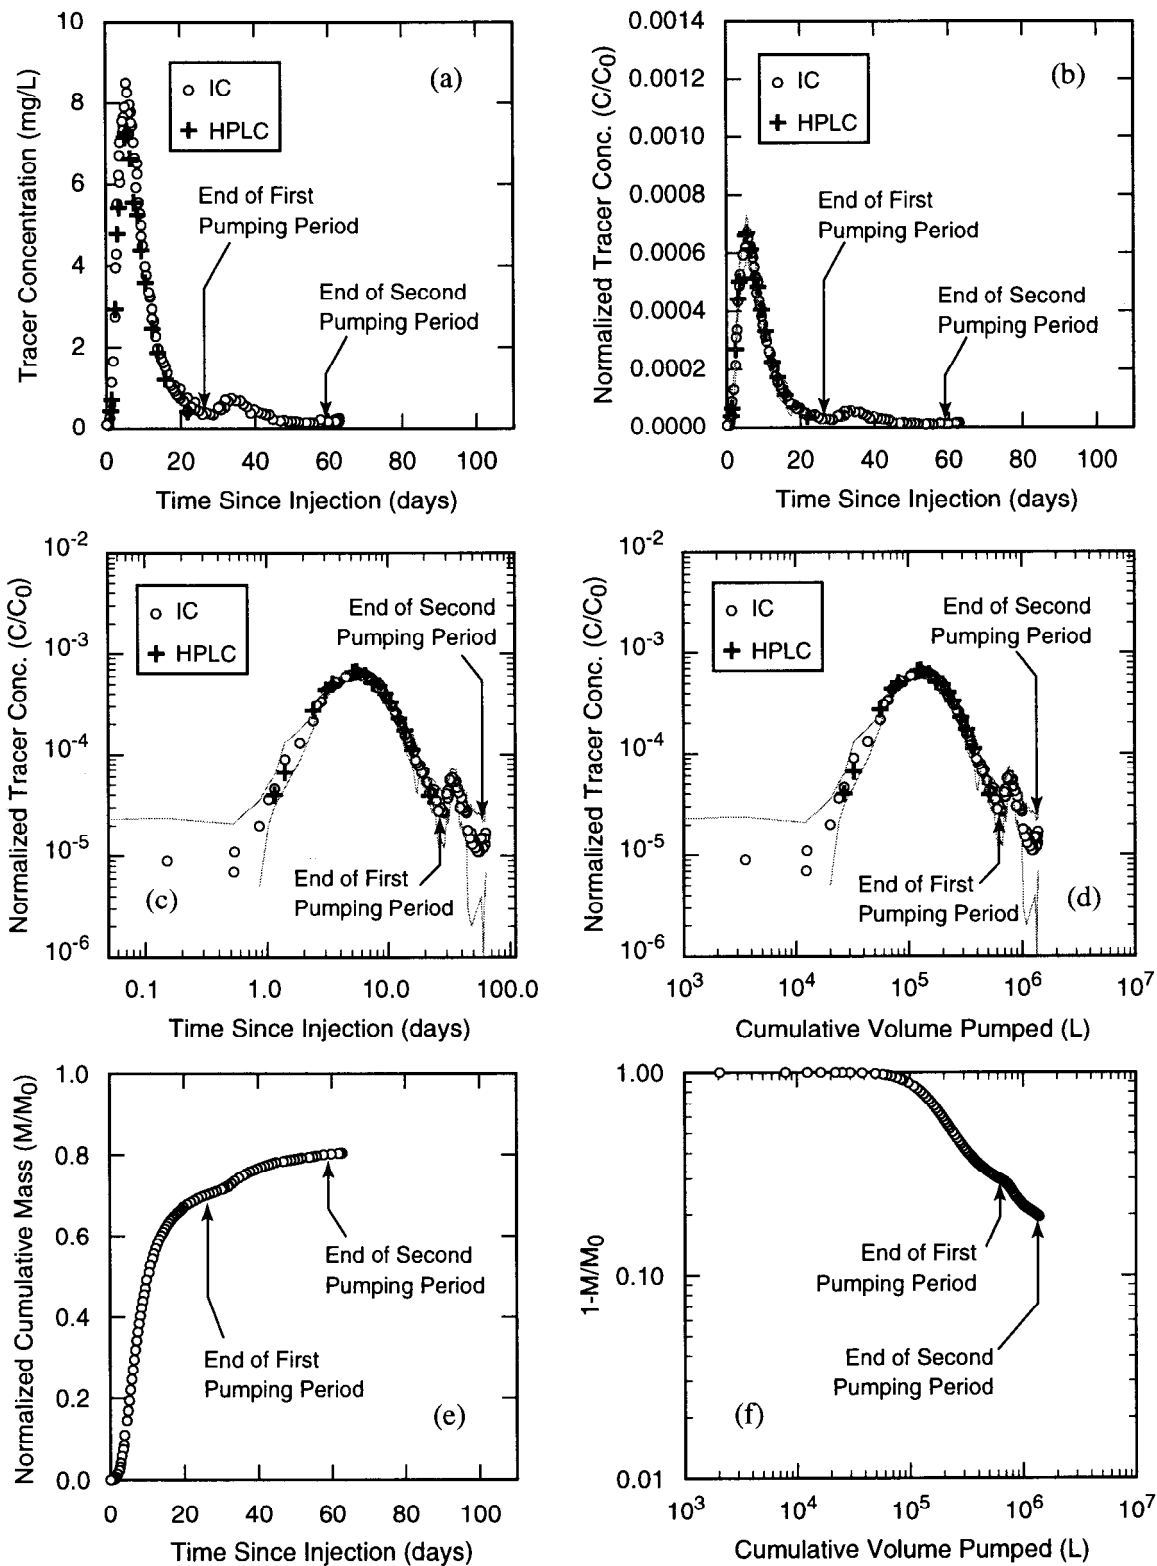 10
8
6
4
2
0
Tracer Concentration (mg/L)
IC
HPLC
(a)
End of First
Pumping Period
End of Second
Pumping Period
0 20 40 60 80 100
Time Since Injection (days)
0.0014
0.0012
0.0010
0.0008
0.0006
0.0004
0.0002
0.0000
Normalized Tracer Conc. (C/C0)
IC
HPLC
(b)
End of First
Pumping Period
End of Second
Pumping Period
0 20 40 60 80 100
Time Since Injection (days)
10-2
10-3
10-4
10-5
10-6
Normalized Tracer Conc. (C/C0)
IC
HPLC
End of Second
Pumping Period
End of First
Pumping Period
(c)
0.1 1.0 10.0 100.0
Time Since Injection (days)
10-2
10-3
10-4
10-5
10-6
Normalized Tracer Conc. (C/C0)
IC
HPLC
End of Second
Pumping Period
End of First
Pumping Period
(d)
103 104 105 106 107
Cumulative Volume Pumped (L)
1.0
0.8
0.6
0.4
0.2
0.0
Normalized Cumulative Mass (M/M0)
End of Second
Pumping Period
End of First
Pumping Period
(e)
0 20 40 60 80 100
Time Since Injection (days)
1.00
0.10
0.01
1-M/M0
End of First
Pumping Period
End of Second
Pumping Period
(f)
103 104 105 106 107
Cumulative Volume Pumped (L)